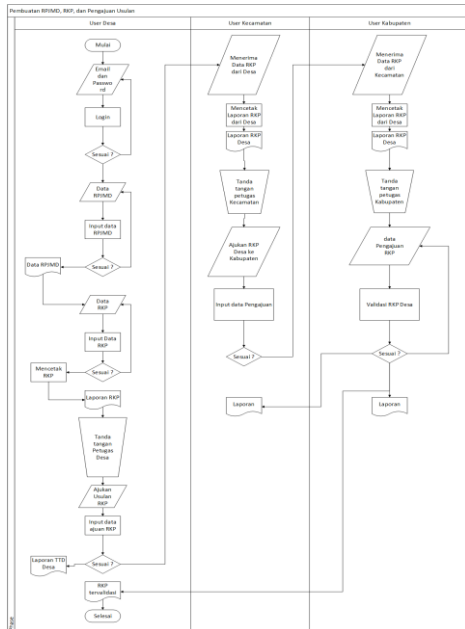 Pembuatan RPJMD, RKP, dan Pengajuan Usulan
User Desa
User Kecamatan
User Kabupaten
Mulai
Email
dan
Passwo
rd
Login
Sesuai ?
Data
RPJMD
Input data
RPJMD
Sesuai ?
Data RPJMD
Data
RKP
Input Data
RKP
Sesuai ?
Mencetak
RKP
Laporan RKP
Tanda
tangan
Petugas
Desa
Ajukan
Usulan
RKP
Input data
ajuan RKP
Sesuai ?
Laporan TTD
Desa
RKP
tervalidasi
Selesai
Menerima
Data RKP
dari Desa
Mencetak
Laporan RKP
dari Desa
Laporan RKP
Desa
Tanda
tangan
petugas
Kecamatan
Ajukan RKP
Desa ke
Kabupaten
Input data Pengajuan
Sesuai ?
Laporan
Menerima
Data RKP
dari
Kecamatan
Mencetak
Laporan RKP
dari Desa
Laporan RKP
Desa
Tanda
tangan
petugas
Kabupaten
data
Pengajuan
RKP
Validasi RKP Desa
Sesuai ?
Laporan
Phase